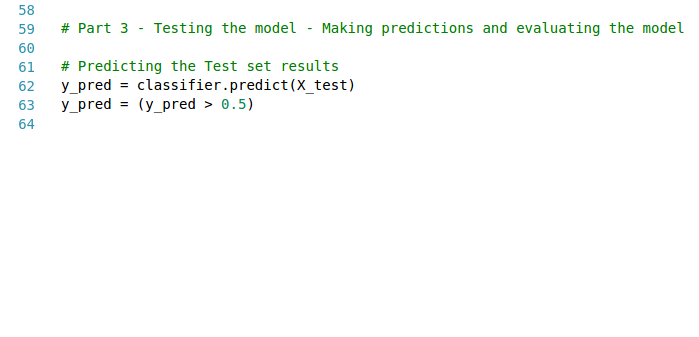 58
59 # Part 3 - Testing the model - Making predictions and evaluating the model
60
61 # Predicting the Test set results
62 y_pred = classifier.predict(X_test)
63 y_pred = (y_pred > 0.5)
64